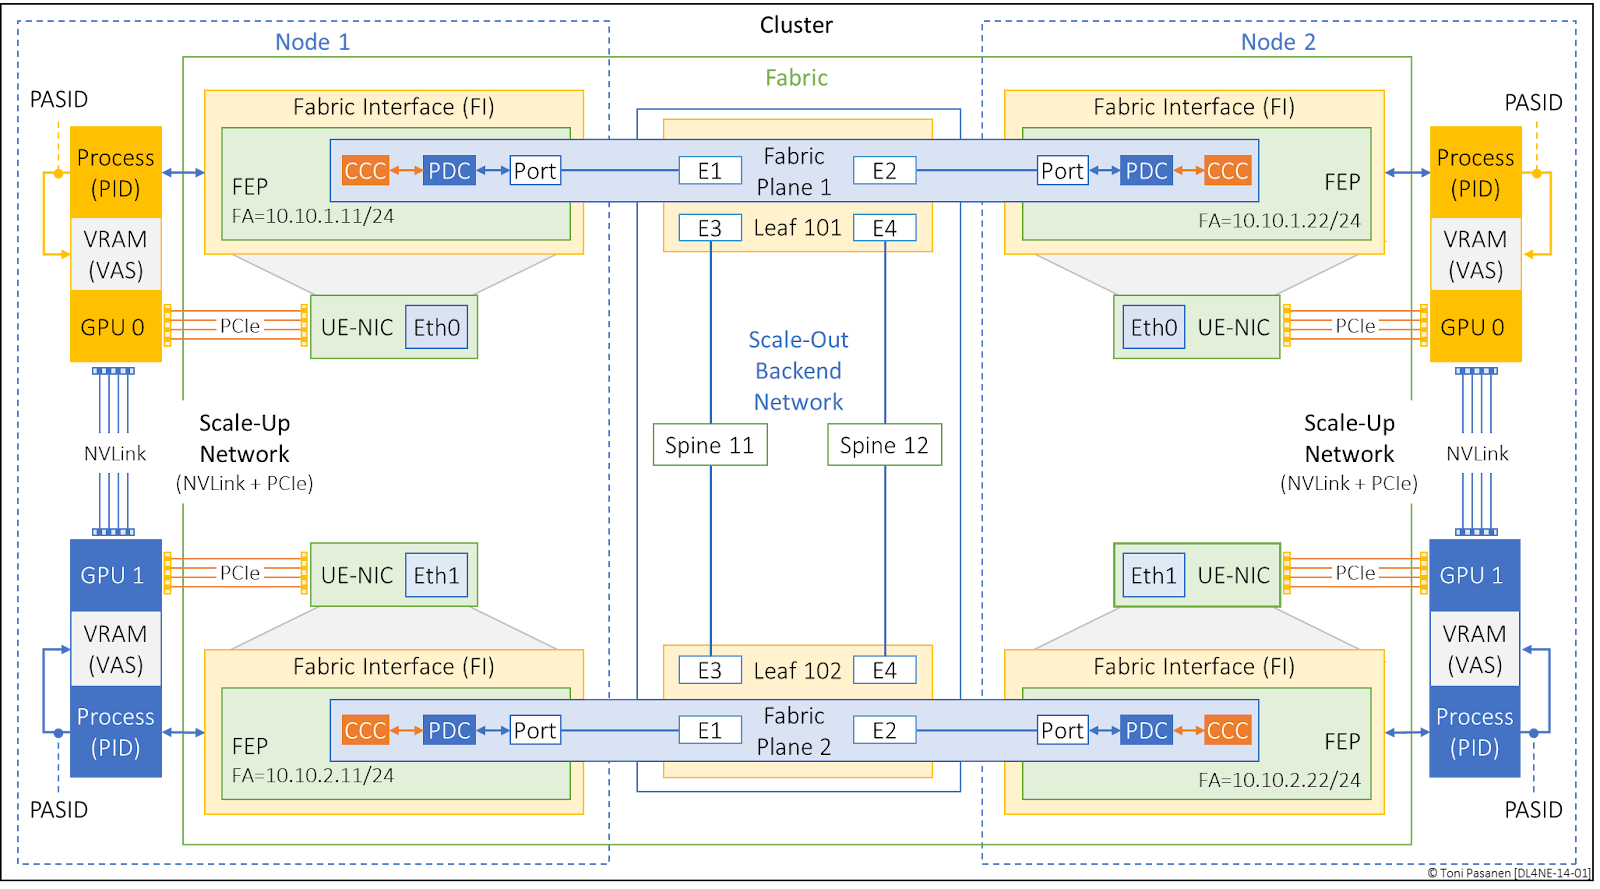 Cluster
Node 1
Node 2
Fabric
PASID
Fabric Interface (FI)
Fabric Interface (FI)
PASID
Process
(PID)
FEP
FA=10.10.1.11/24
CCC
PDC
Port
E1
Fabric
Plane 1
E2
Port
PDC
CCC
FEP
FA=10.10.1.22/24
Process
(PID)
VRAM
(VAS)
E3
Leaf 101
E4
VRAM
(VAS)
GPU 0
PCIe
UE-NIC
Eth0
Eth0
UE-NIC
PCIe
GPU 0
Scale-Out
Backend
Network
Scale-Up
Network
(NVLink + PCIe)
NVLink
Spine 11
Spine 12
Scale-Up
Network
(NVLink + PCIe)
NVLink
GPU 1
PCIe
UE-NIC
Eth1
Eth1
UE-NIC
PCIe
GPU 1
VRAM
(VAS)
Fabric Interface (FI)
E3
Leaf 102
E4
Fabric Interface (FI)
VRAM
(VAS)
Process
(PID)
FEP
FA=10.10.2.11/24
CCC
PDC
Port
E1
Fabric
Plane 2
E2
Port
PDC
CCC
FEP
FA=10.10.2.22/24
Process
(PID)
PASID
PASID
© Toni Pasanen [DL4NE-14-01]